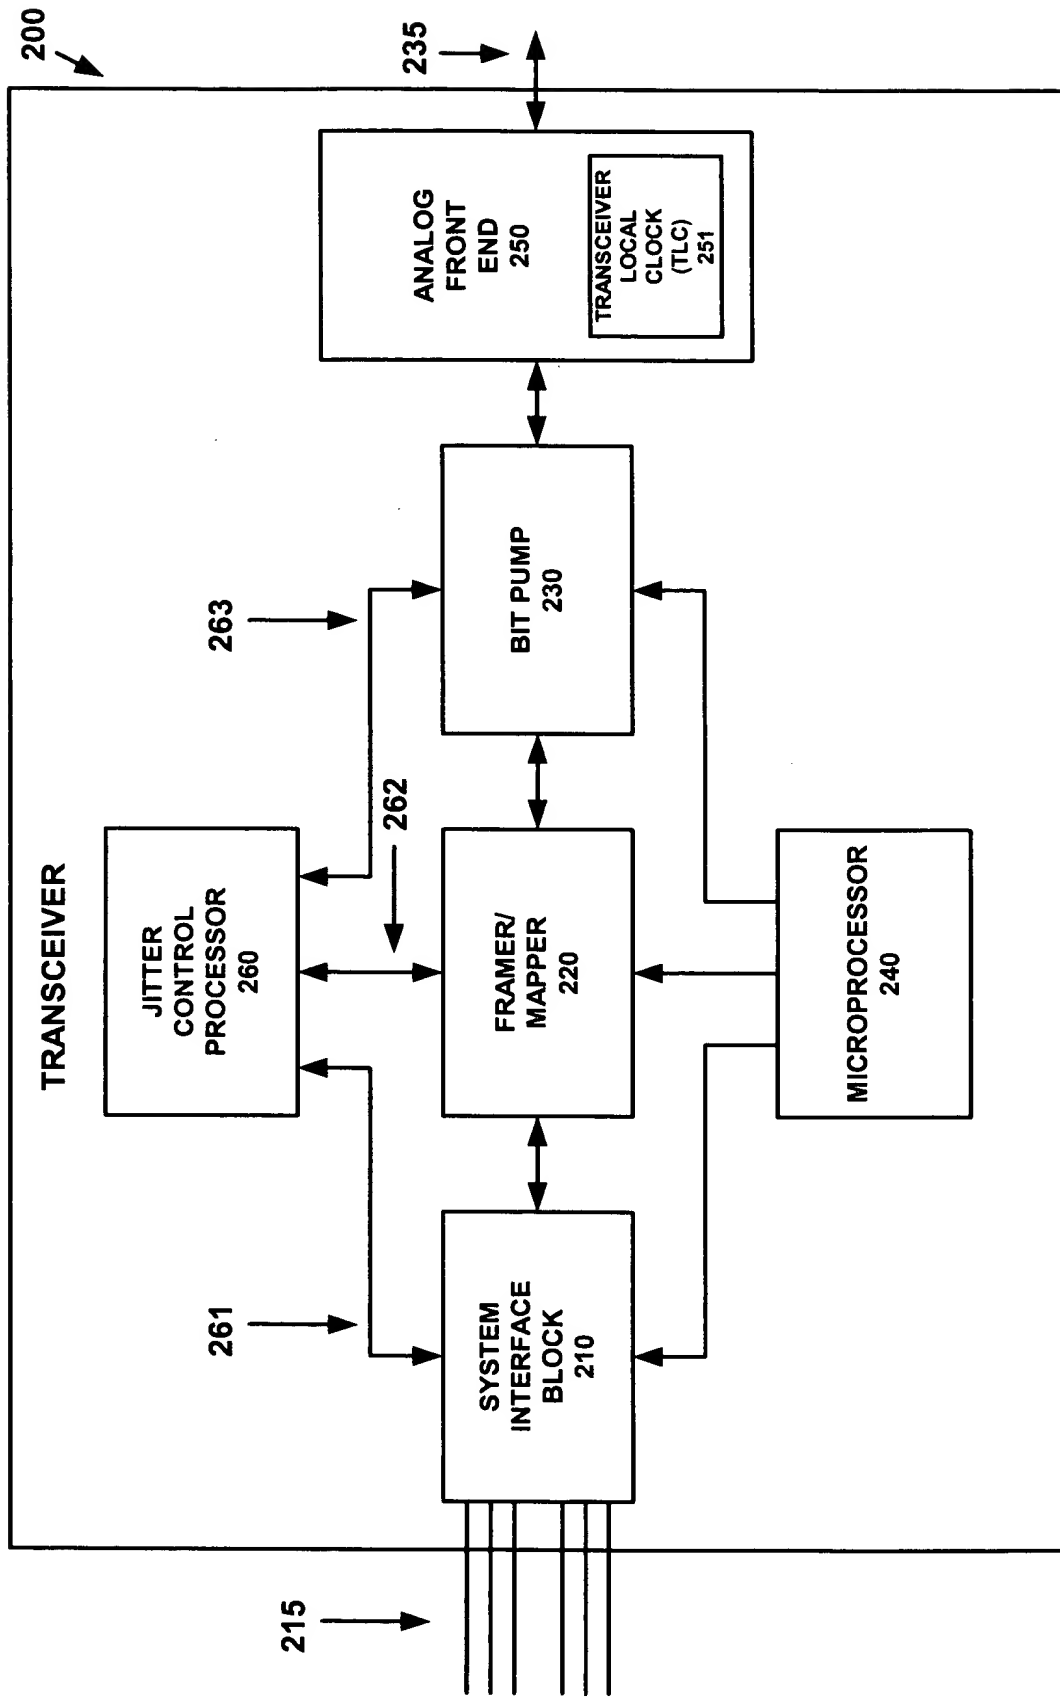 200
TRANSCEIVER
JITTER
CONTROL
PROCESSOR
260
261
262
263
235
215
SYSTEM
INTERFACE
BLOCK
210
FRAMER/
MAPPER
220
BIT PUMP
230
ANALOG
FRONT
END
250
TRANSCEIVER
LOCAL
CLOCK
(TLC)
251
MICROPROCESSOR
240